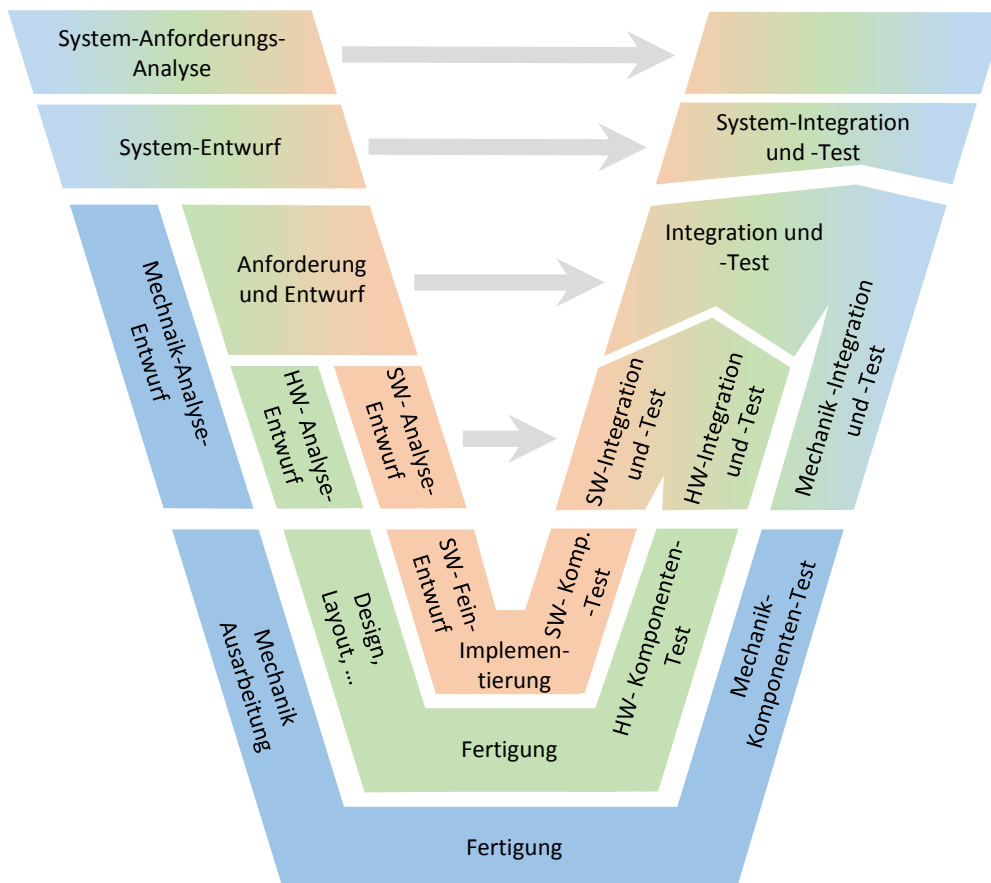 System-Anforderungs-
Analyse
System-Entwurf
System-Integration
und -Test
Anforderung
und Entwurf
Integration und
-Test
Mechnaik-Analyse-
Entwurf
HW- Analyse-
Entwurf
SW- Analyse-
Entwurf
SW-Integration
und -Test
HW-Integration
und -Test
Mechanik -Integration
und -Test
Mechanik
Ausarbeitung
Design,
Layout, ...
SW- Fein-
Entwurf
Implemen-
tierung
SW- Komp.
-Test
HW- Komponenten-
Test
Mechanik-
Komponenten-Test
Fertigung
Fertigung